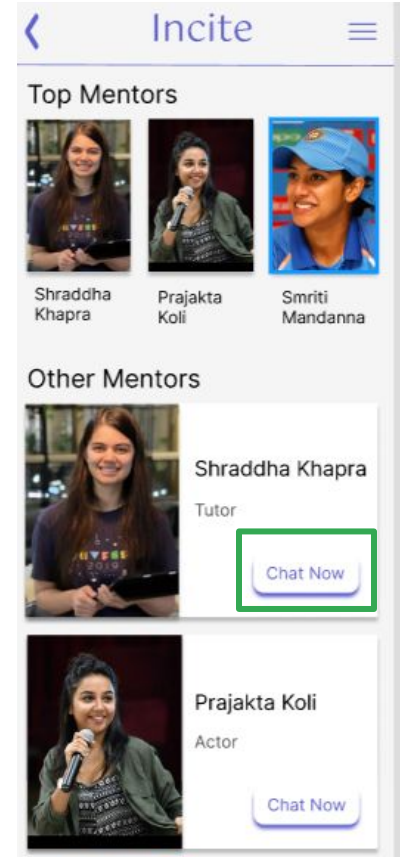 Incite
Top Mentors
Shraddha
Khapra
Prajakta
Koli
Smriti
Mandanna
Other Mentors
Shraddha Khapra
Tutor
Chat Now
Prajakta Koli
Actor
Chat Now